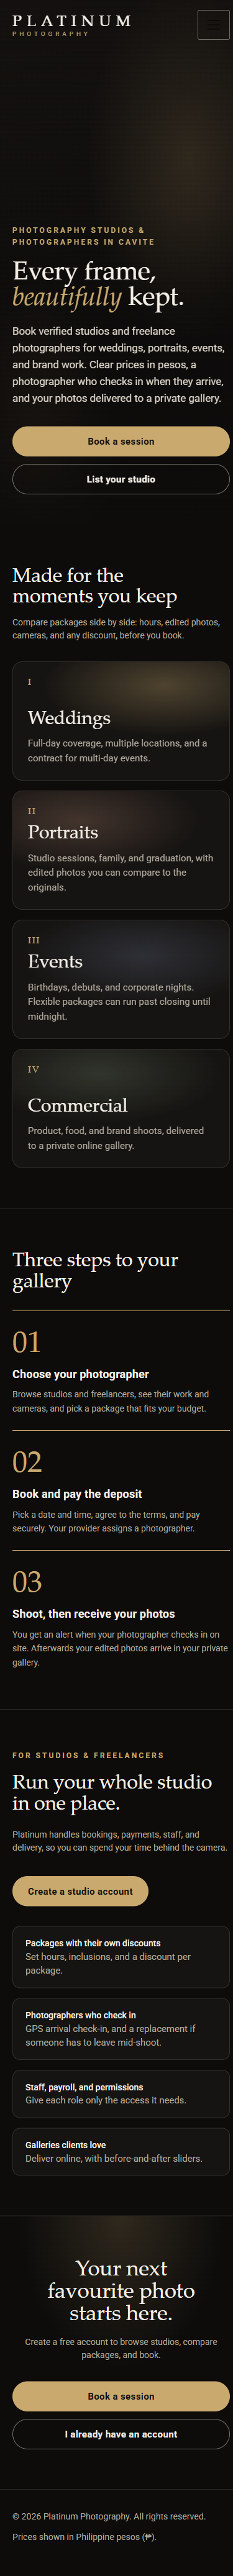 PLATINUM
PHOTOGRAPHY
PHOTOGRAPHY STUDIOS &
PHOTOGRAPHERS IN CAVITE
Every frame,
beautifully kept.
Book verified studios and freelance
photographers for weddings, portraits, events,
and brand work. Clear prices in pesos, a
photographer who checks in when they arrive,
and your photos delivered to a private gallery.
Book a session
List your studio
Made for the
moments you keep
Compare packages side by side: hours, edited photos,
cameras, and any discount, before you book.
I
Weddings
Full-day coverage, multiple locations, and a
contract for multi-day events.
II
Portraits
Studio sessions, family, and graduation, with
edited photos you can compare to the
originals.
III
Events
Birthdays, debuts, and corporate nights.
Flexible packages can run past closing until
midnight.
IV
Commercial
Product, food, and brand shoots, delivered
to a private online gallery.
Three steps to your
gallery
01
Choose your photographer
Browse studios and freelancers, see their work and
cameras, and pick a package that fits your budget.
02
Book and pay the deposit
Pick a date and time, agree to the terms, and pay
securely. Your provider assigns a photographer.
03
Shoot, then receive your photos
You get an alert when your photographer checks in on
site. Afterwards your edited photos arrive in your private
gallery.
FOR STUDIOS & FREELANCERS
Run your whole studio
in one place.
Platinum handles bookings, payments, staff, and
delivery, so you can spend your time behind the camera.
Create a studio account
Packages with their own discounts
Set hours, inclusions, and a discount per
package.
Photographers who check in
GPS arrival check-in, and a replacement if
someone has to leave mid-shoot.
Staff, payroll, and permissions
Give each role only the access it needs.
Galleries clients love
Deliver online, with before-and-after sliders.
Your next
favourite photo
starts here.
Create a free account to browse studios, compare
packages, and book.
Book a session
I already have an account
© 2026 Platinum Photography. All rights reserved.
Prices shown in Philippine pesos (₱).